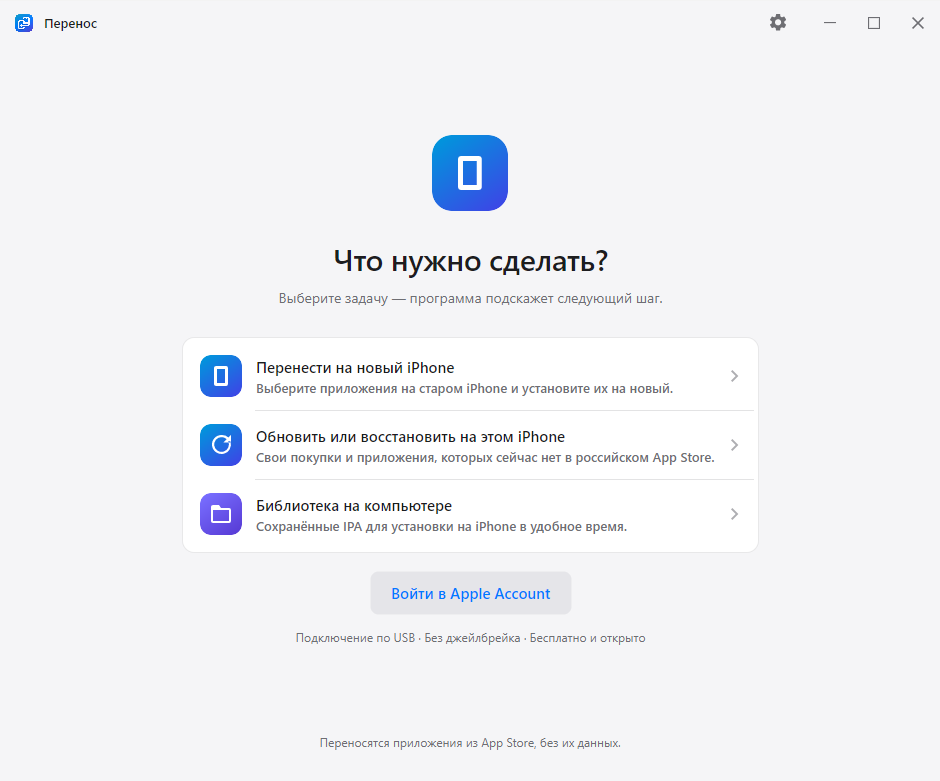 Перенос
Что нужно сделать?
Выберите задачу — программа подскажет следующий шаг.
Перенести на новый iPhone
Выберите приложения на старом iPhone и установите их на новый.
Обновить или восстановить на этом iPhone
Свои покупки и приложения, которых сейчас нет в российском App Store.
Библиотека на компьютере
Сохранённые IPA для установки на iPhone в удобное время.
Войти в Apple Account
Подключение по USB · Без джейлбрейка · Бесплатно и открыто
Переносятся приложения из App Store, без их данных.